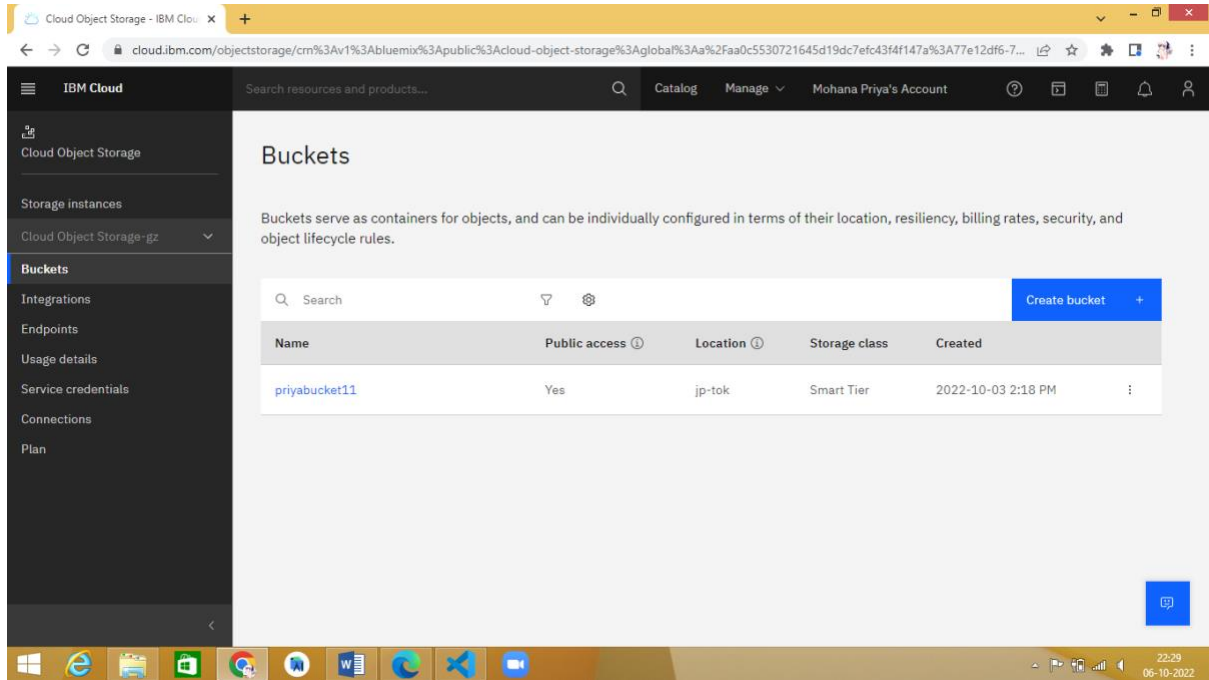 Cloud Object Storage - IBM Clou
cloud.ibm.com/objectstorage/crn%3Av1%3Abluemix%3Apublic%3Acloud-object-storage%3Aglobal%3Aa%2Faa0c5530721645d19dc7efc43f4f147a%3A77e12df6-7...
IBM Cloud
Search resources and products...
Catalog
Manage
Mohana Priya's Account
Cloud Object Storage
Storage instances
Cloud Object Storage-gz
Buckets
Integrations
Endpoints
Usage details
Service credentials
Connections
Plan
Buckets
Buckets serve as containers for objects, and can be individually configured in terms of their location, resiliency, billing rates, security, and
object lifecycle rules.
Search
Create bucket +
Name Public access Location Storage class Created
priyabucket11 Yes jp-tok Smart Tier 2022-10-03 2:18 PM
22:29
06-10-2022